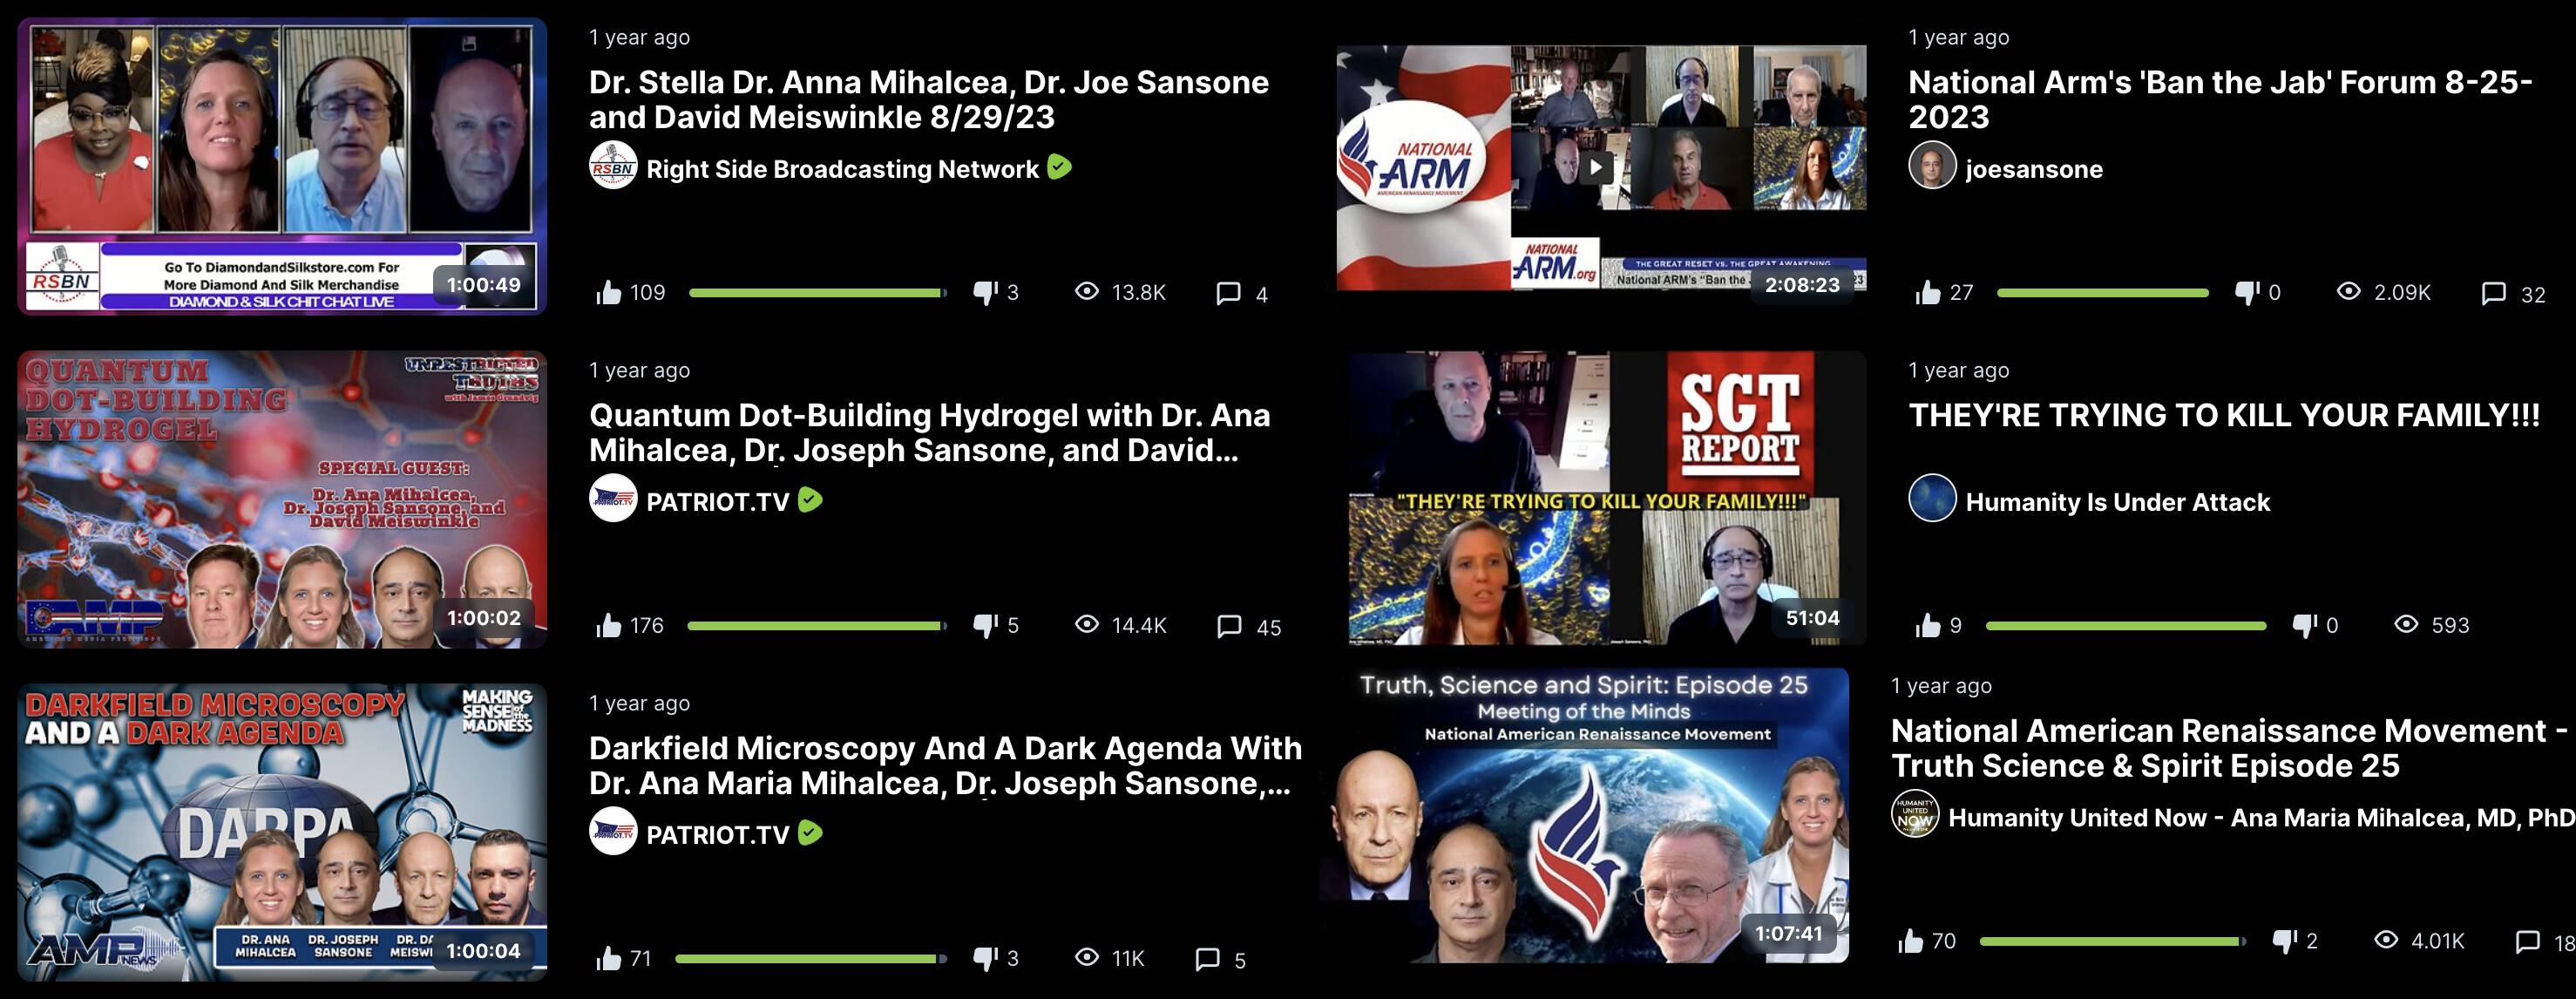 1 year ago
Dr. Stella Dr. Anna Mihalcea, Dr. Joe Sansone
and David Meiswinkle 8/29/23
RSBN
Right Side Broadcasting Network
109
3
13.8K
4
RSBN
Go To DiamondandSilkstore.com For
More Diamond And Silk Merchandise
DIAMOND & SILK CHIT CHAT LIVE
1:00:49
1 year ago
National Arm's 'Ban the Jab' Forum 8-25-
2023
joesansone
27
0
2.09K
32
NATIONAL
ARM
AMERICAN RENAISSANCE MOVEMENT
NATIONAL
ARM.org
THE GREAT RESET VS. THE GREAT AWAKENING
National ARM's "Ban the
23
2:08:23
QUANTUM
DOT-BUILDING
HYDROGEL
UNRESTRICTED
TRUTHS
with James Grundvig
SPECIAL GUEST:
Dr. Ana Mihalcea,
Dr. Joseph Sansone, and
David Meiswinkle
AMP
1:00:02
1 year ago
Quantum Dot-Building Hydrogel with Dr. Ana
Mihalcea, Dr. Joseph Sansone, and David...
PATRIOT.TV
176
5
14.4K
45
SGT
REPORT
"THEY'RE TRYING TO KILL YOUR FAMILY!!!"
51:04
1 year ago
THEY'RE TRYING TO KILL YOUR FAMILY!!!
Humanity Is Under Attack
9
0
593
DARKFIELD MICROSCOPY
AND A DARK AGENDA
MAKING
SENSE of the
MADNESS
DARPA
AMP NEWS
DR. ANA
MIHALCEA
DR. JOSEPH
SANSONE
DR. DA
MEISWI
1:00:04
1 year ago
Darkfield Microscopy And A Dark Agenda With
Dr. Ana Maria Mihalcea, Dr. Joseph Sansone,...
PATRIOT.TV
71
3
11K
5
Truth, Science and Spirit: Episode 25
Meeting of the Minds
National American Renaissance Movement
1:07:41
1 year ago
National American Renaissance Movement -
Truth Science & Spirit Episode 25
HUMANITY
UNITED
NOW
Humanity United Now - Ana Maria Mihalcea, MD, PhD
70
2
4.01K
18